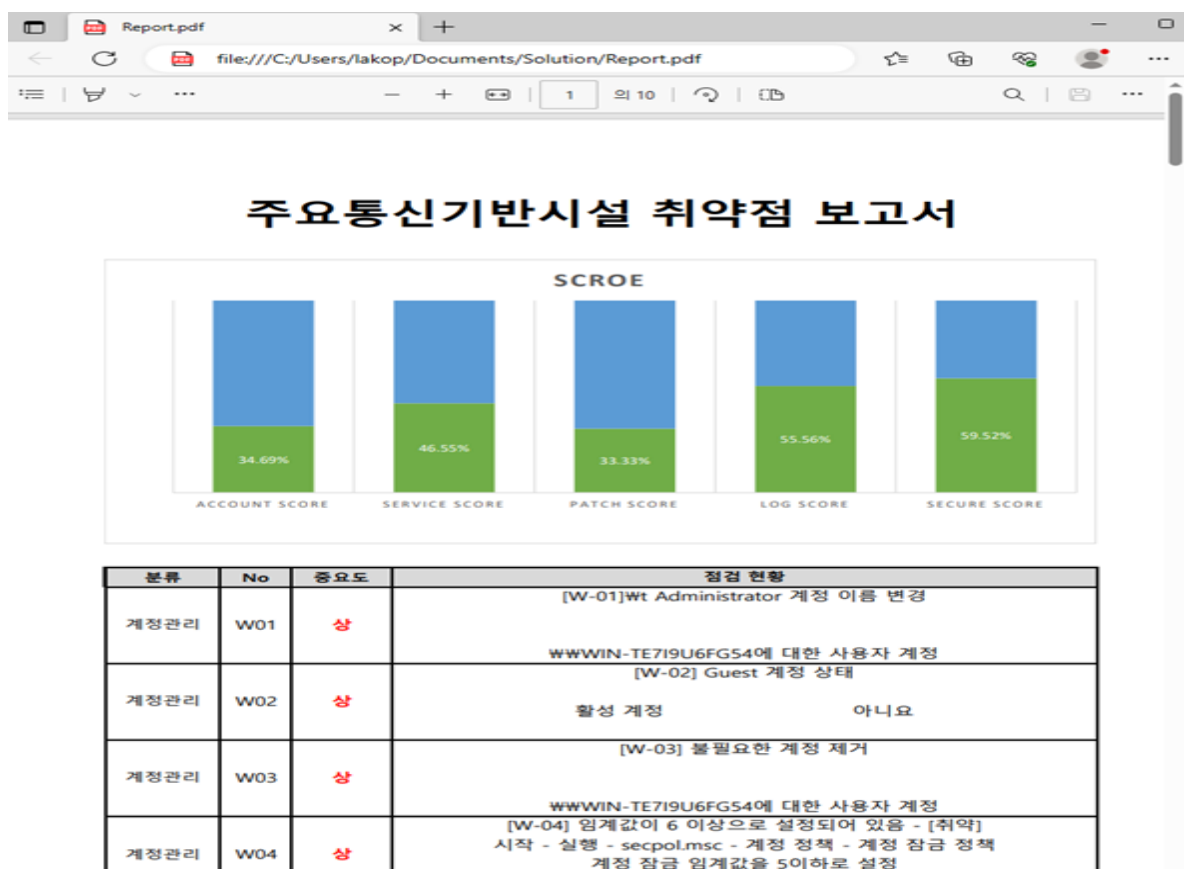 Report.pdf
file:///C:/Users/lakop/Documents/Solution/Report.pdf
1 의 10
주요통신기반시설 취약점 보고서
SCROE
34.69% 46.55% 33.33% 55.56% 59.52%
ACCOUNT SCORE SERVICE SCORE PATCH SCORE LOG SCORE SECURE SCORE
분류 No 중요도 점검 현황
[W-01]₩t Administrator 계정 이름 변경
계정관리 W01 상
₩₩WIN-TE7I9U6FG54에 대한 사용자 계정
[W-02] Guest 계정 상태
계정관리 W02 상
활성 계정 아니요
[W-03] 불필요한 계정 제거
계정관리 W03 상
₩₩WIN-TE7I9U6FG54에 대한 사용자 계정
[W-04] 임계값이 6 이상으로 설정되어 있음 - [취약]
계정관리 W04 상 시작 - 실행 - secpol.msc - 계정 정책 - 계정 잠금 정책
계정 잠금 임계값을 5이하로 설정